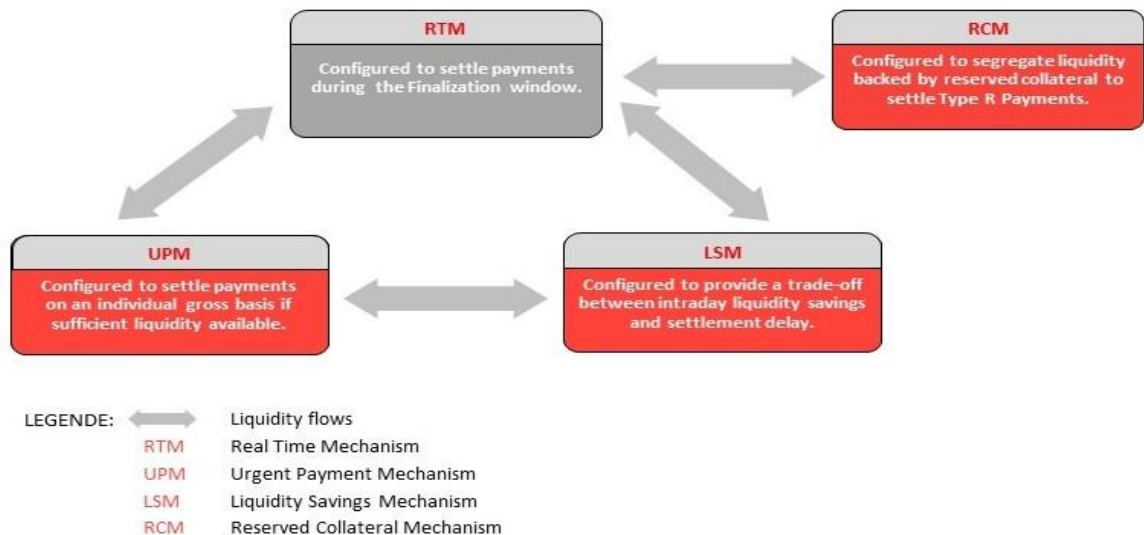 RTM
Configured to settle payments
during the Finalization window.
RCM
Configured to segregate liquidity
backed by reserved collateral to
settle Type R Payments.
UPM
Configured to settle payments
on an individual gross basis if
sufficient liquidity available.
LSM
Configured to provide a trade-off
between intraday liquidity savings
and settlement delay.
LEGENDE: Liquidity flows
RTM Real Time Mechanism
UPM Urgent Payment Mechanism
LSM Liquidity Savings Mechanism
RCM Reserved Collateral Mechanism